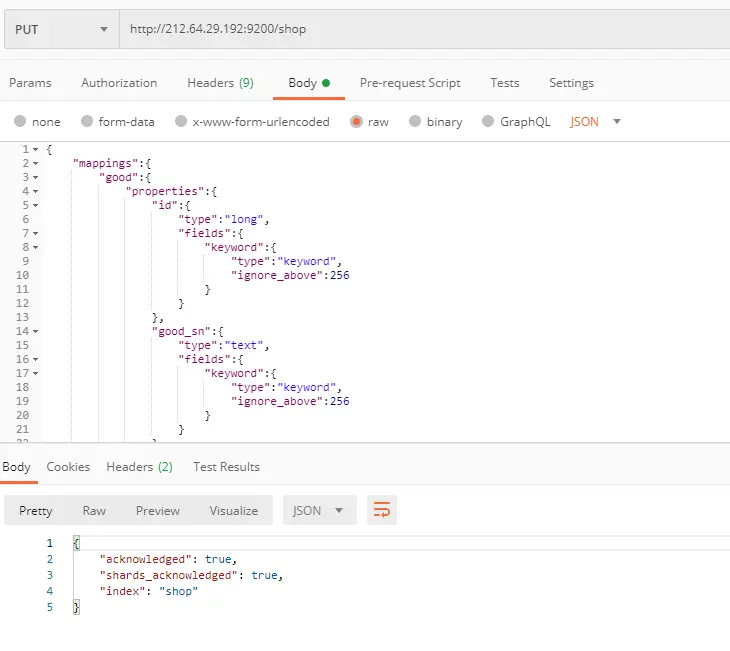 PUT http://212.64.29.192:9200/shop
Params Authorization Headers (9) Body Pre-request Script Tests Settings
none form-data x-www-form-urlencoded raw binary GraphQL JSON
1 {
2 "mappings":{
3 "good":{
4 "properties":{
5 "id":{
6 "type":"long",
7 "fields":{
8 "keyword":{
9 "type":"keyword",
10 "ignore_above":256
11 }
12 }
13 },
14 "good_sn":{
15 "type":"text",
16 "fields":{
17 "keyword":{
18 "type":"keyword",
19 "ignore_above":256
20 }
21 }
Body Cookies Headers (2) Test Results
Pretty Raw Preview Visualize JSON
1 {
2 "acknowledged": true,
3 "shards_acknowledged": true,
4 "index": "shop"
5 }